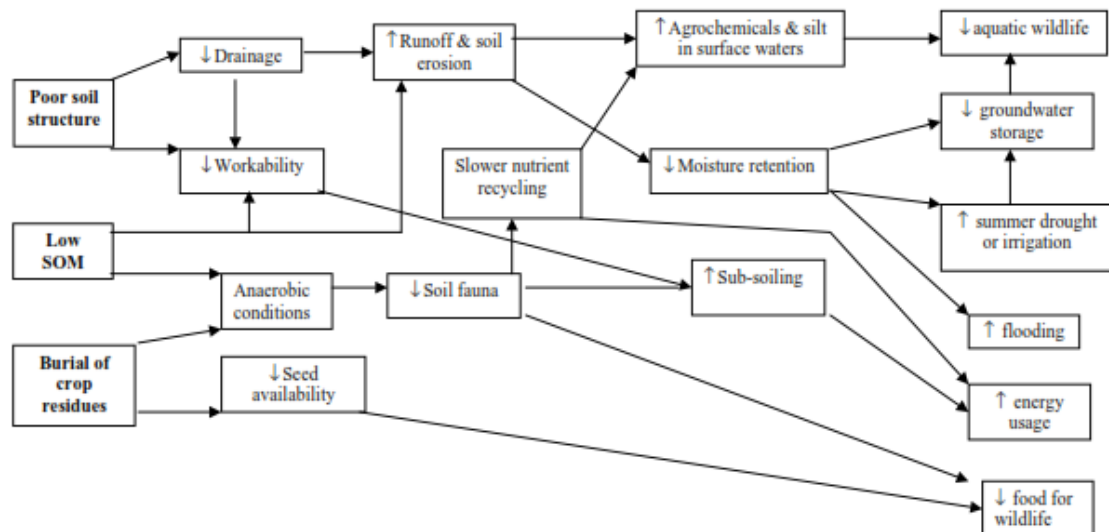 ↓Drainage
↑Runoff & soil
erosion
↑Agrochemicals & silt
in surface waters
↓aquatic wildlife
Poor soil
structure
↓ groundwater
storage
↓Workability
Slower nutrient
recycling
↓Moisture retention
↑ summer drought
or irrigation
Low
SOM
Anaerobic
conditions
↓Soil fauna
↑Sub-soiling
↑ flooding
Burial of
crop
residues
↓Seed
availability
↑ energy
usage
↓ food for
wildlife